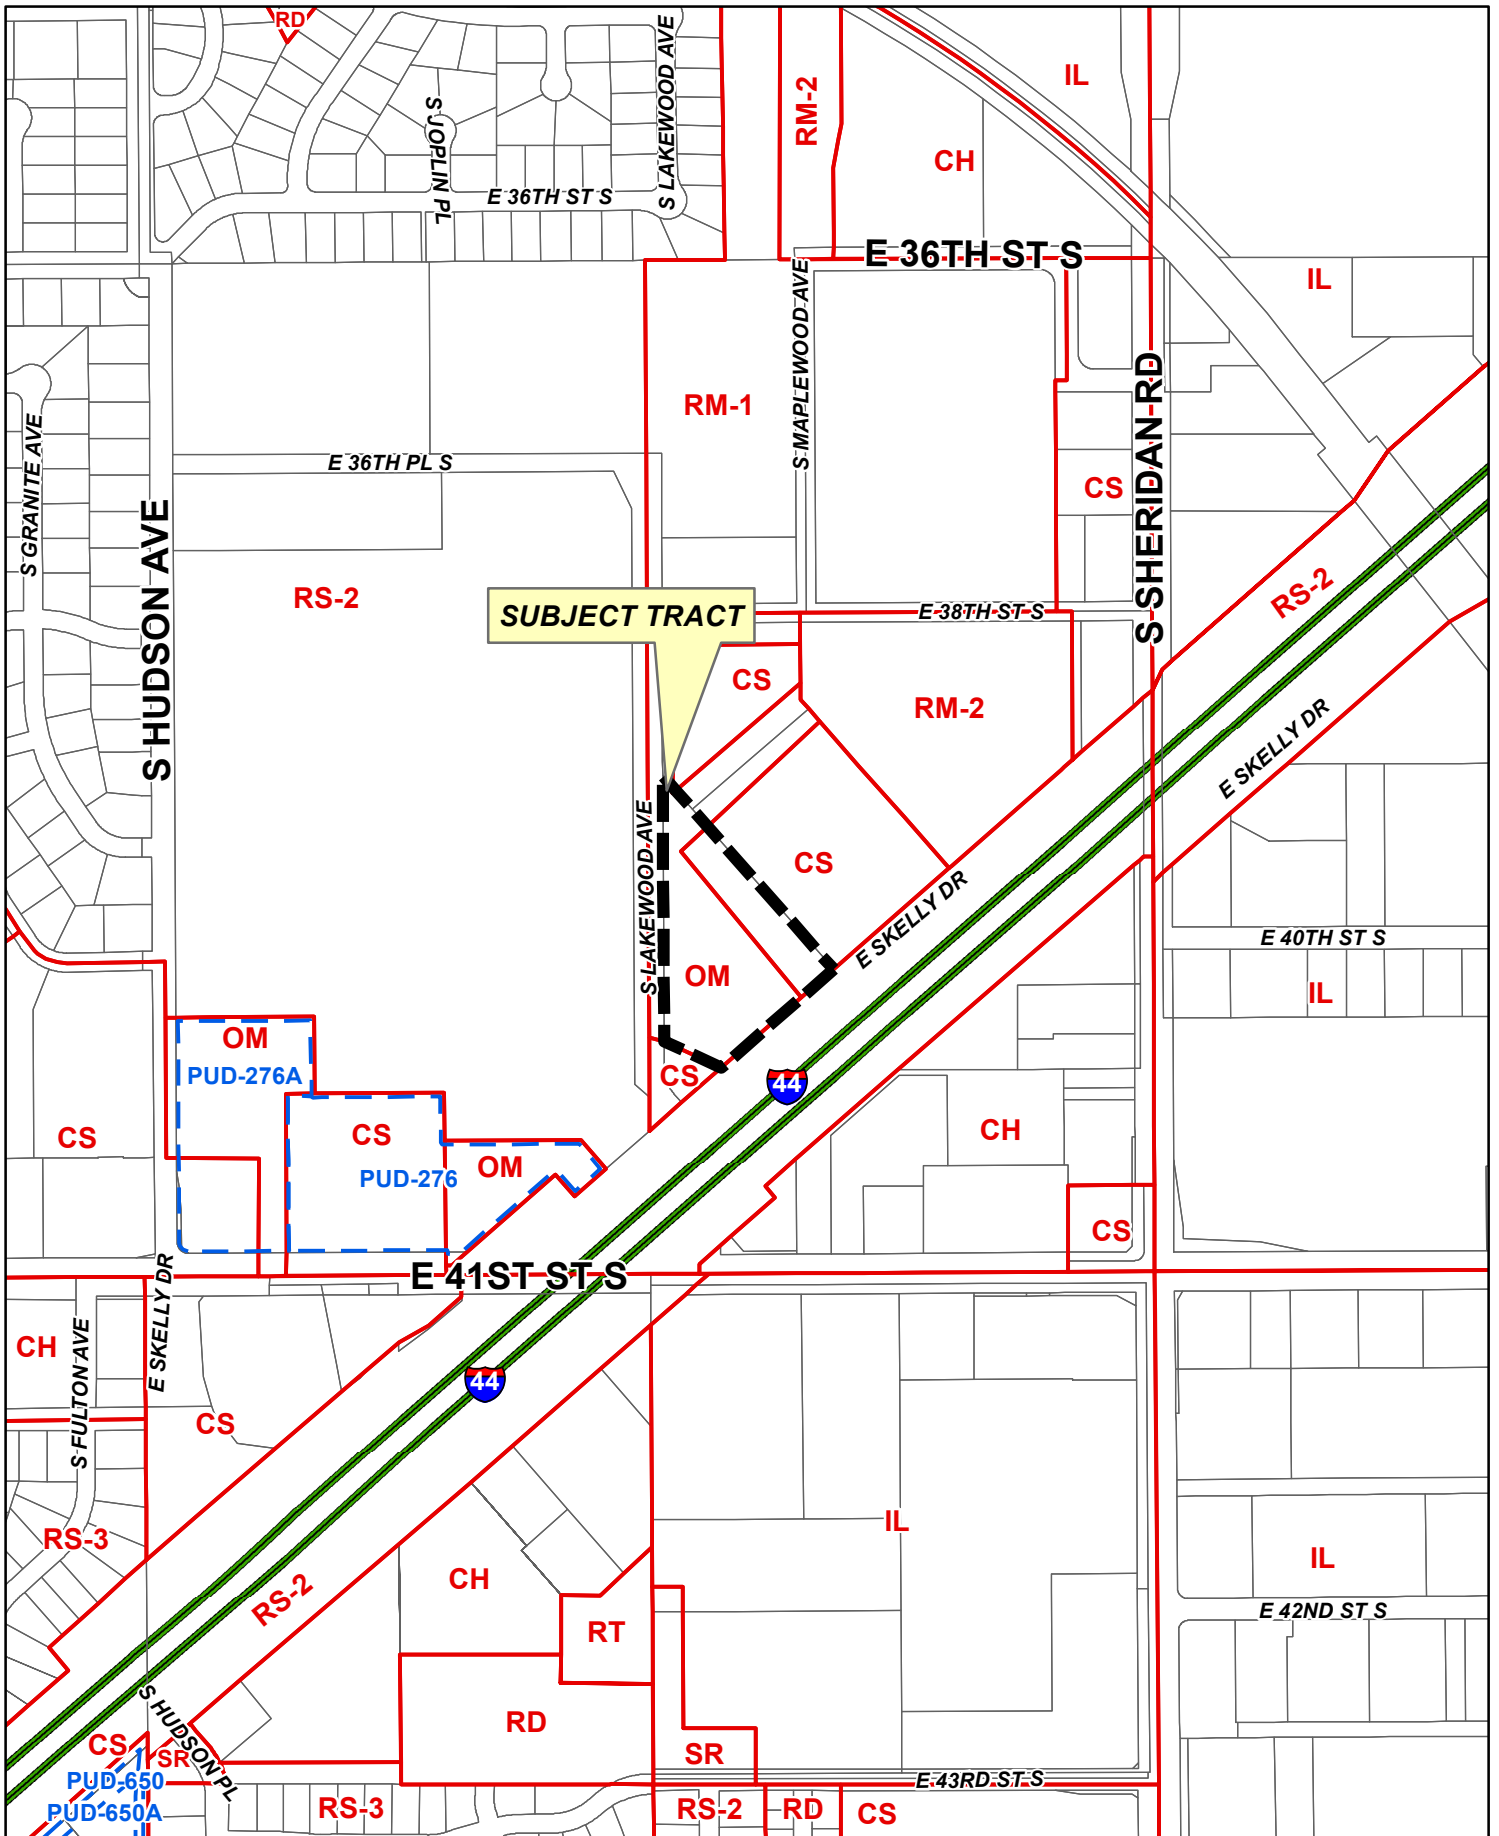 RD
S LAKEWOOD AVE
RM-2
IL
S JOPLIN PL
CH
E 36TH ST S
E 36TH ST S
IL
S MAPLEWOOD AVE
RM-1
S SHERIDAN RD
S GRANITE AVE
E 36TH PL S
CS
S HUDSON AVE
RS-2
RS-2
SUBJECT TRACT
E 38TH ST S
CS
RM-2
E SKELLY DR
S LAKEWOOD AVE
CS
E SKELLY DR
E 40TH ST S
OM
IL
OM
PUD-276A
CS
44
CS
CS
CH
PUD-276
OM
CS
E 41ST ST S
E SKELLY DR
CH
S FULTON AVE
44
CS
IL
RS-3
IL
CH
RS-2
E 42ND ST S
RT
RD
S HUDSON PL
CS
SR
SR
PUD-650
E 43RD ST S
PUD-650A
RS-3
RS-2
RD
CS